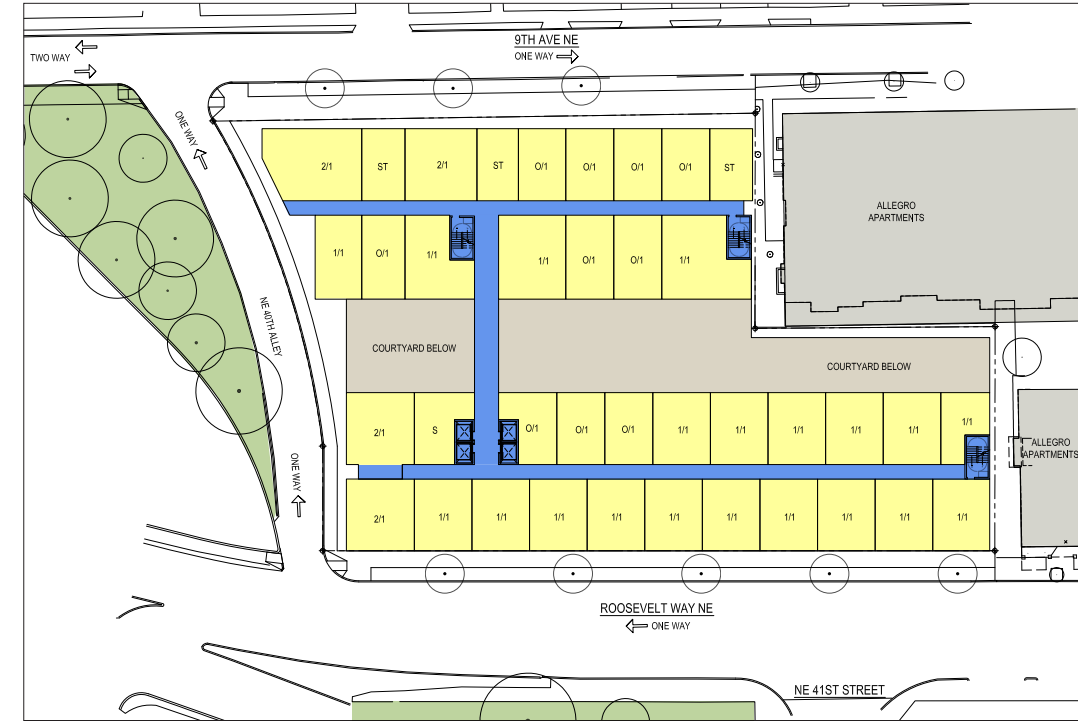 9TH AVE NE
ONE WAY
TWO WAY
ONE WAY
2/1 ST 2/1 ST O/1 O/1 O/1 O/1 ST
ALLEGRO
APARTMENTS
1/1 O/1 1/1 1/1 O/1 O/1 1/1
NE 40TH ALLEY
COURTYARD BELOW
COURTYARD BELOW
2/1 S O/1 O/1 O/1 1/1 1/1 1/1 1/1 1/1 1/1
ALLEGRO
APARTMENTS
ONE WAY
2/1 1/1 1/1 1/1 1/1 1/1 1/1 1/1 1/1 1/1 1/1
ROOSEVELT WAY NE
ONE WAY
NE 41ST STREET